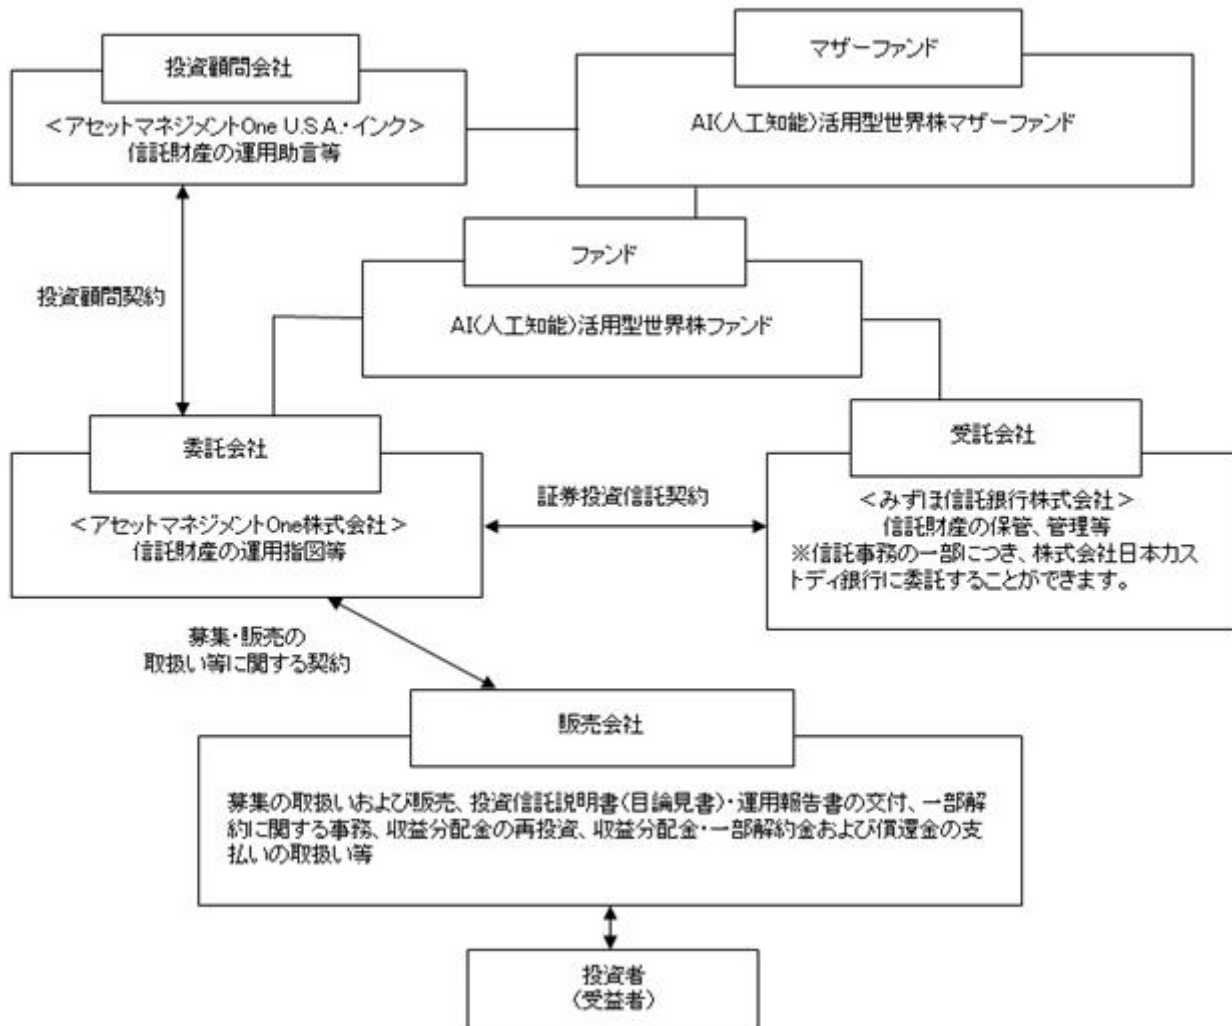 投資顧問会社
<アセットマネジメントOne U.S.A.・インク>
信託財産の運用助言等
マザーファンド
AI(人工知能)活用型世界株マザーファンド
投資顧問契約
ファンド
AI(人工知能)活用型世界株ファンド
委託会社
<アセットマネジメントOne株式会社>
信託財産の運用指図等
証券投資信託契約
受託会社
<みずほ信託銀行株式会社>
信託財産の保管、管理等
※信託事務の一部につき、株式会社日本カス
トディ銀行に委託することができます。
募集・販売の
取扱い等に関する契約
販売会社
募集の取扱いおよび販売、投資信託説明書(目論見書)・運用報告書の交付、一部解
約に関する事務、収益分配金の再投資、収益分配金・一部解約金および償還金の支
払いの取扱い等
投資者
(受益者)